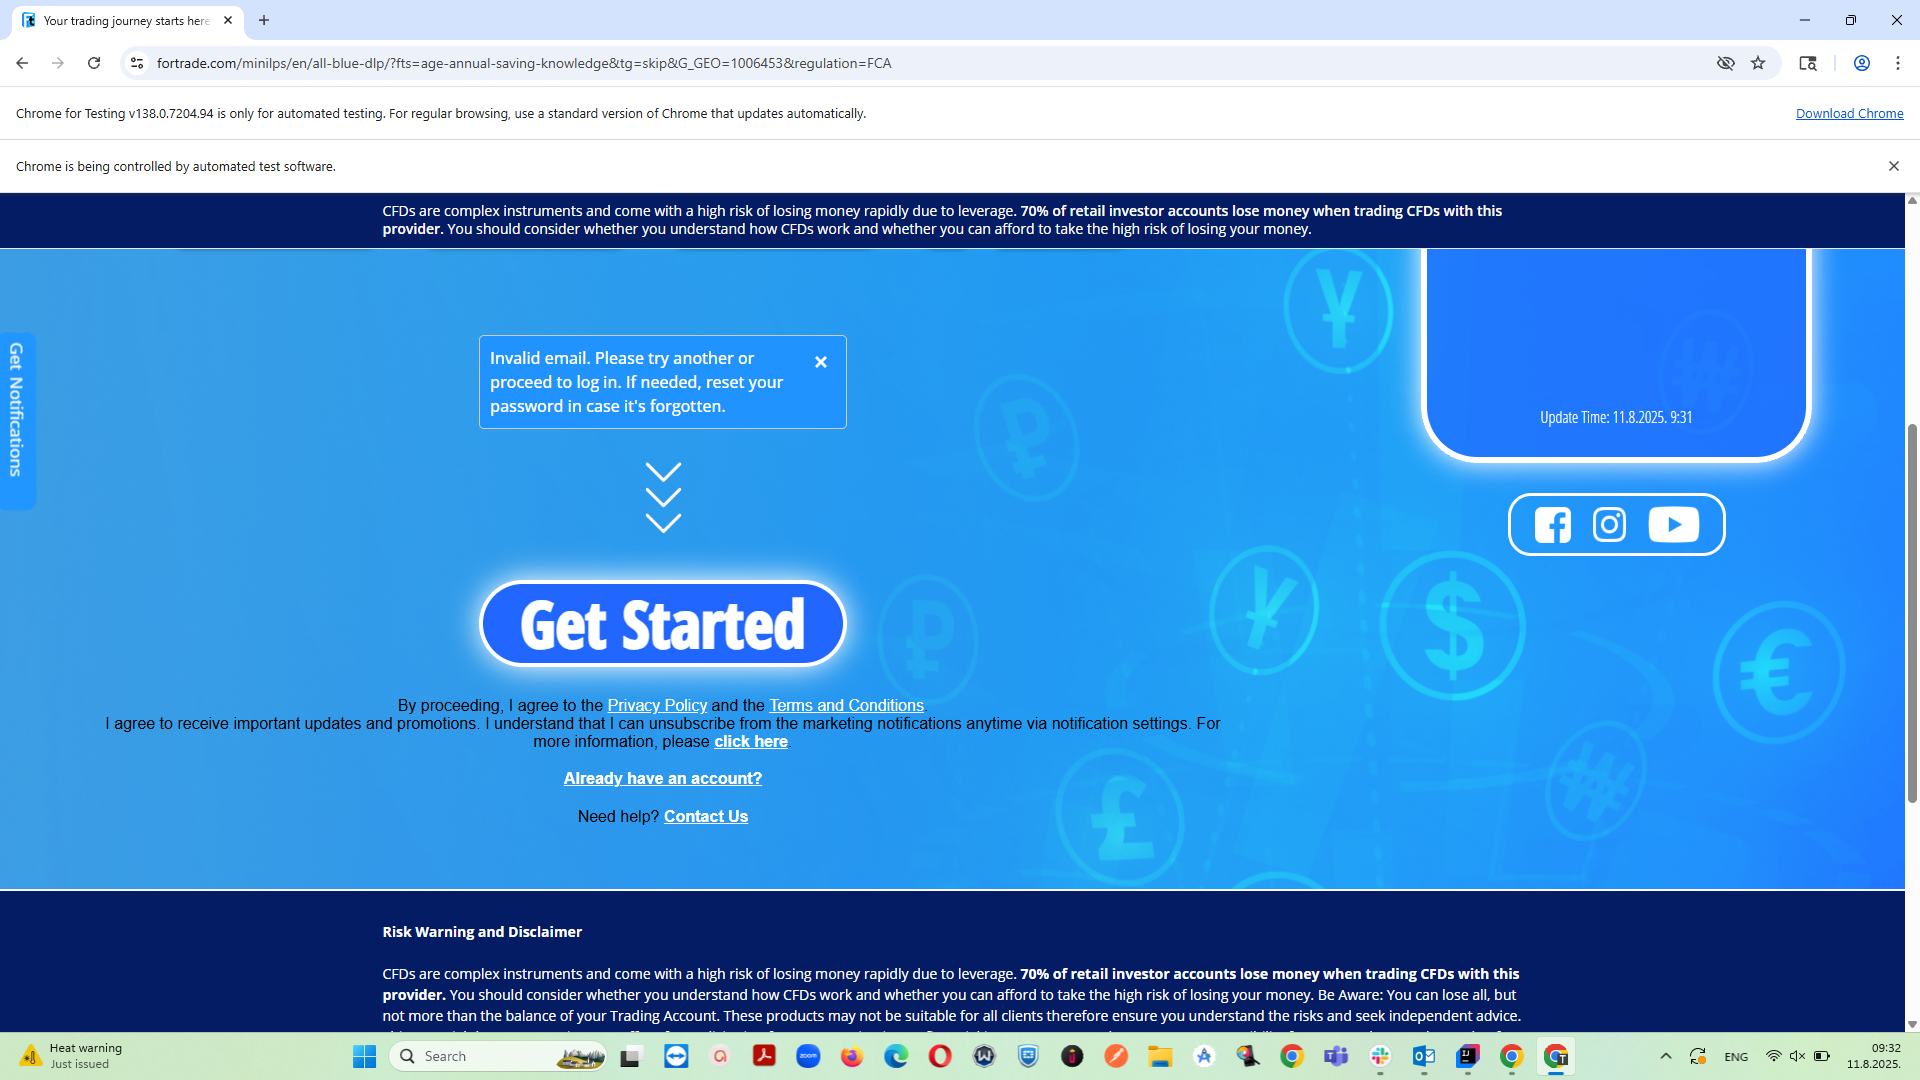 Your trading journey starts here
fortrade.com/minilps/en/all-blue-dlp/?fts=age-annual-saving-knowledge&tg=skip&G_GEO=1006453&regulation=FCA
Chrome for Testing v138.0.7204.94 is only for automated testing. For regular browsing, use a standard version of Chrome that updates automatically.
Download Chrome
Chrome is being controlled by automated test software.
CFDs are complex instruments and come with a high risk of losing money rapidly due to leverage. 70% of retail investor accounts lose money when trading CFDs with this
provider. You should consider whether you understand how CFDs work and whether you can afford to take the high risk of losing your money.
Get Notifications
Invalid email. Please try another or
proceed to log in. If needed, reset your
password in case it's forgotten.
Update Time: 11.8.2025. 9:31
Get Started
By proceeding, I agree to the Privacy Policy and the Terms and Conditions.
I agree to receive important updates and promotions. I understand that I can unsubscribe from the marketing notifications anytime via notification settings. For
more information, please click here.
Already have an account?
Need help? Contact Us
Risk Warning and Disclaimer
CFDs are complex instruments and come with a high risk of losing money rapidly due to leverage. 70% of retail investor accounts lose money when trading CFDs with this
provider. You should consider whether you understand how CFDs work and whether you can afford to take the high risk of losing your money. Be Aware: You can lose all, but
not more than the balance of your Trading Account. These products may not be suitable for all clients therefore ensure you understand the risks and seek independent advice.
Heat warning
Just issued
Search
zoom
ENG
09:32
11.8.2025.